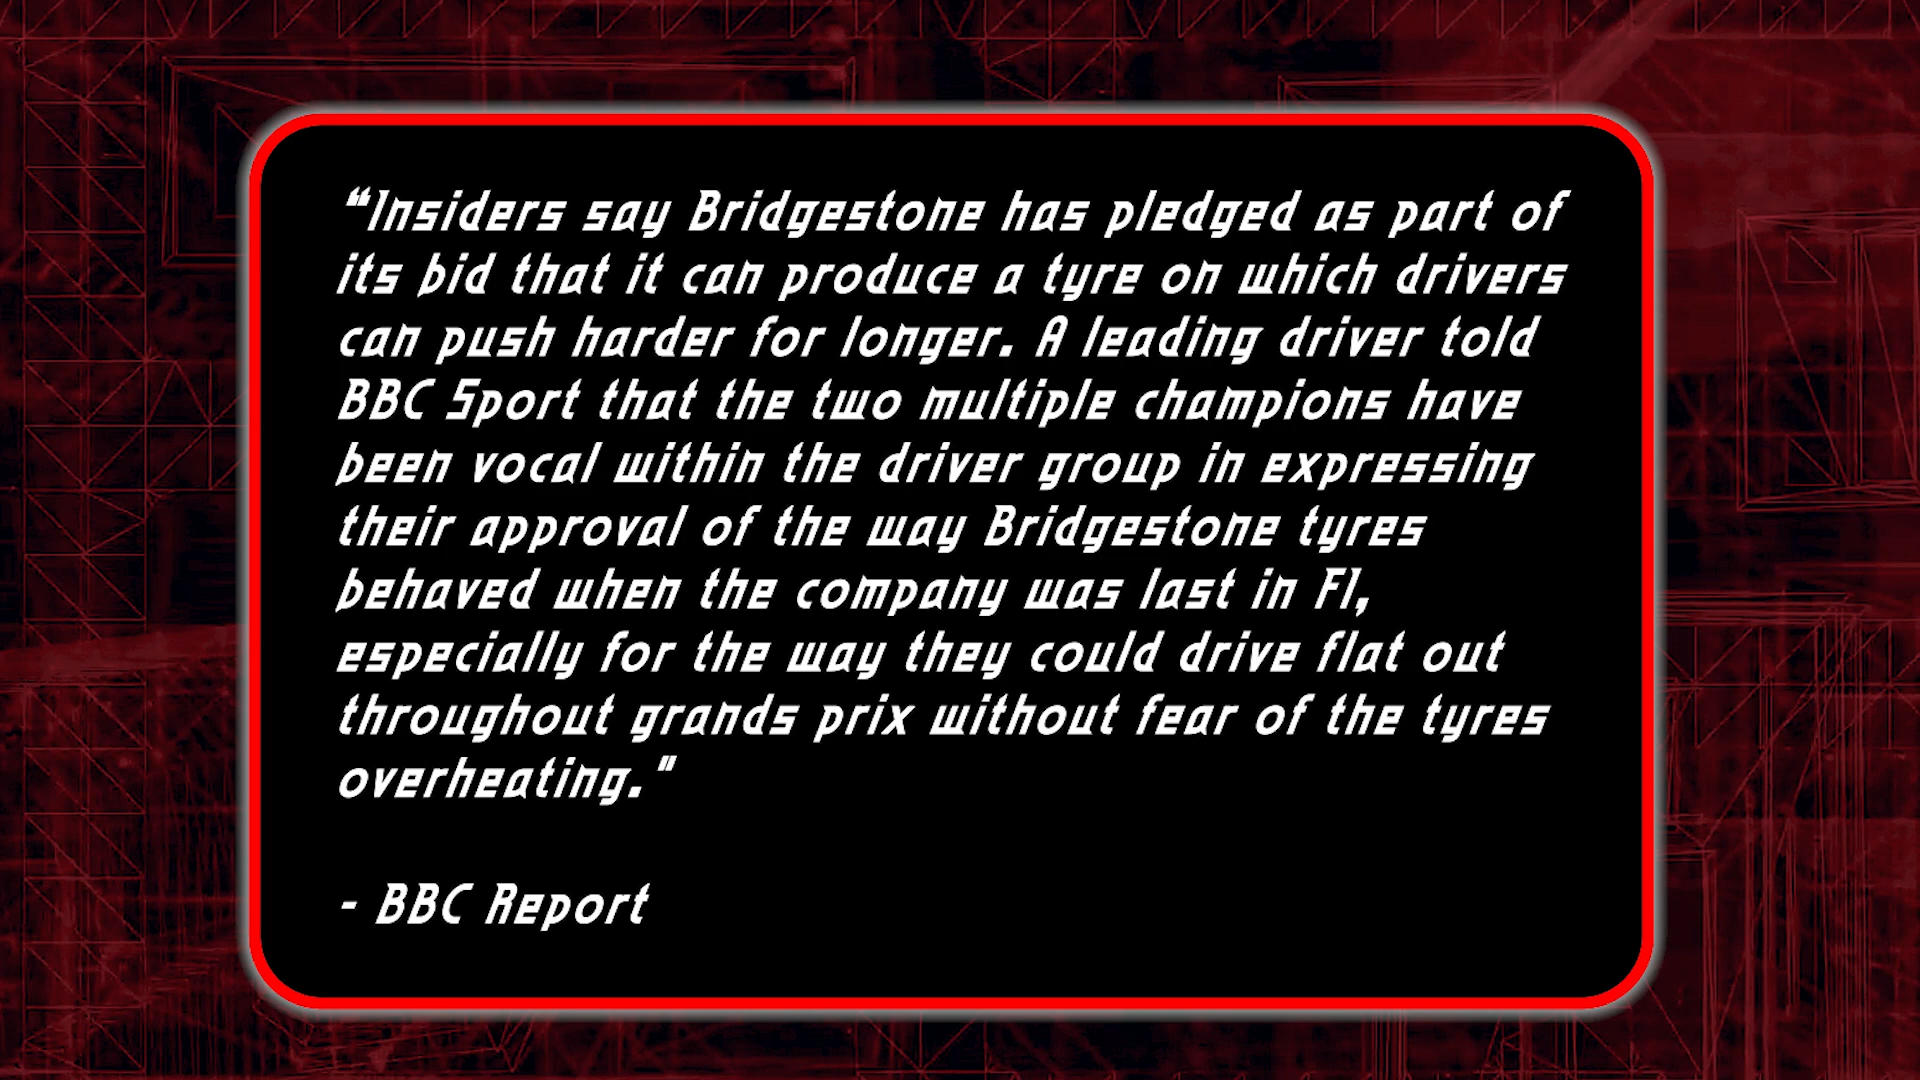 “Insiders say Bridgestone has pledged as part of
its bid that it can produce a tyre on which drivers
can push harder for longer. A leading driver told
BBC Sport that the two multiple champions have
been vocal within the driver group in expressing
their approval of the way Bridgestone tyres
behaved when the company was last in F1,
especially for the way they could drive flat out
throughout grands prix without fear of the tyres
overheating."
- BBC Report